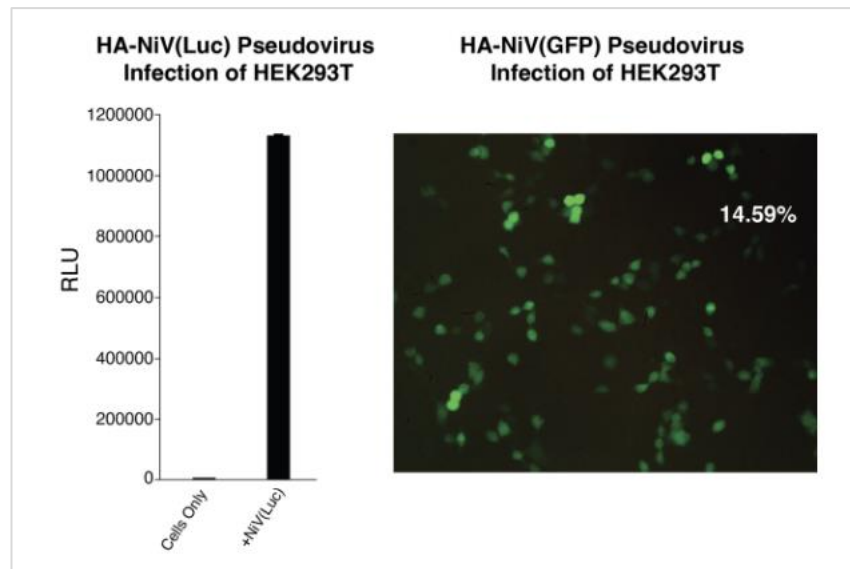 HA-NiV(Luc) Pseudovirus
Infection of HEK293T
HA-NiV(GFP) Pseudovirus
Infection of HEK293T
RLU
1200000
1000000
800000
600000
400000
200000
0
Cells Only
+NiV(Luc)
14.59%